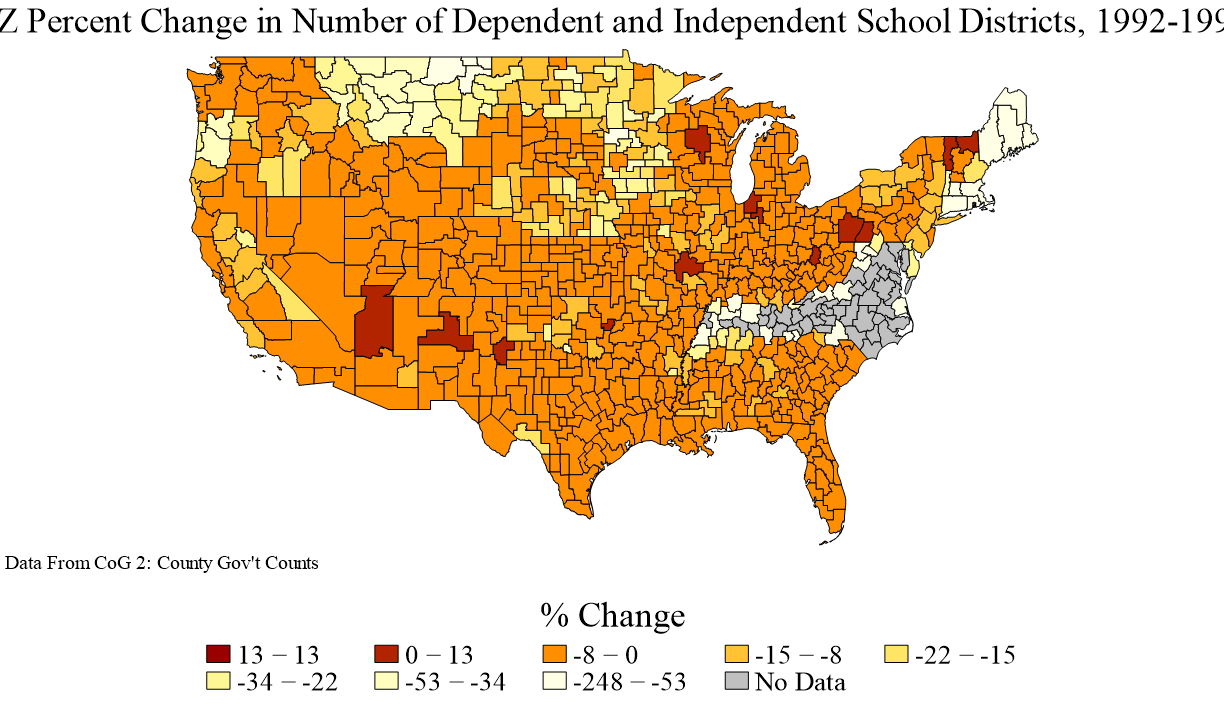 Z Percent Change in Number of Dependent and Independent School Districts, 1992-199
Data From CoG 2: County Gov't Counts
% Change
13 − 13 0 − 13 -8 − 0 -15 − -8 -22 − -15
-34 − -22 -53 − -34 -248 − -53 No Data